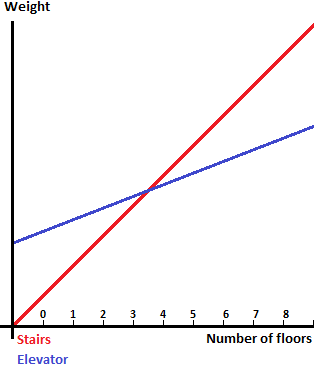 Weight
0 1 2 3 4 5 6 7 8
Number of floors
Stairs
Elevator